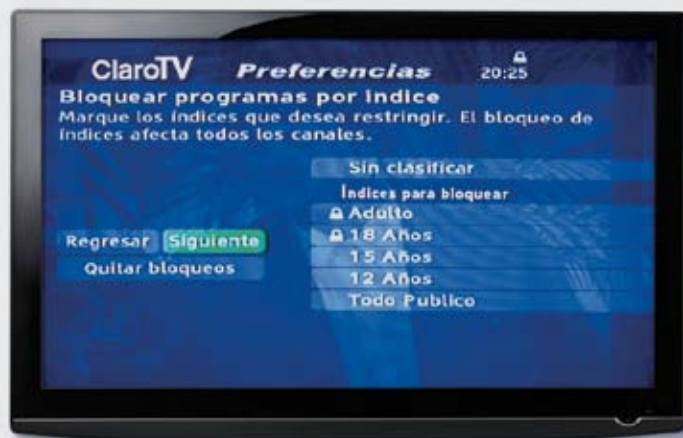 ClaroTV Preferencias 20:25
Bloquear programas por indice
Marque los índices que desea restringir. El bloqueo de
índices afecta todos los canales.
Sin clasificar
Índices para bloquear
Adulto
18 Años
15 Años
12 Años
Todo Publico
Regresar Siguiente
Quitar bloqueos